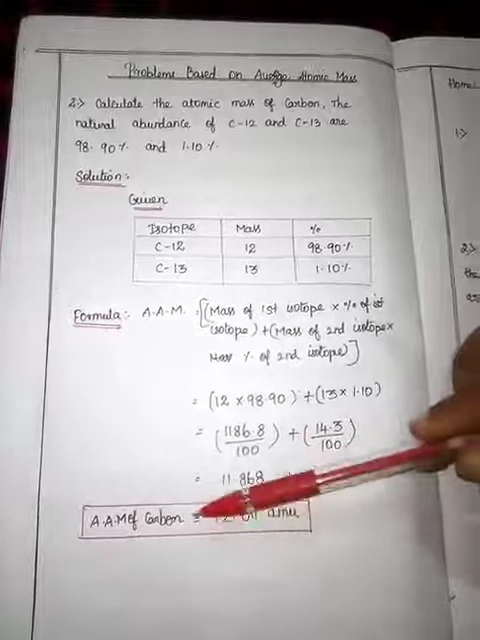 Problems Based on Average Atomic Mass
2.> Calculate the atomic mass of Carbon, The
natural abundance of C-12 and C-13 are
98.90% and 1.10%.
Solution:-
Given
Isotope Mass %
C-12 12 98.90%
C-13 13 1.10%
Formula:- A.A.M. = [(Mass of 1st isotope x % of 1st
isotope) + (Mass of 2nd isotope x
Mass % of 2nd isotope)]
= (12 x 98.90) + (13 x 1.10)
= (1186.8/100) + (14.3/100)
= 11.868
A.A.M of Carbon = amu
Home
1>
2>
the